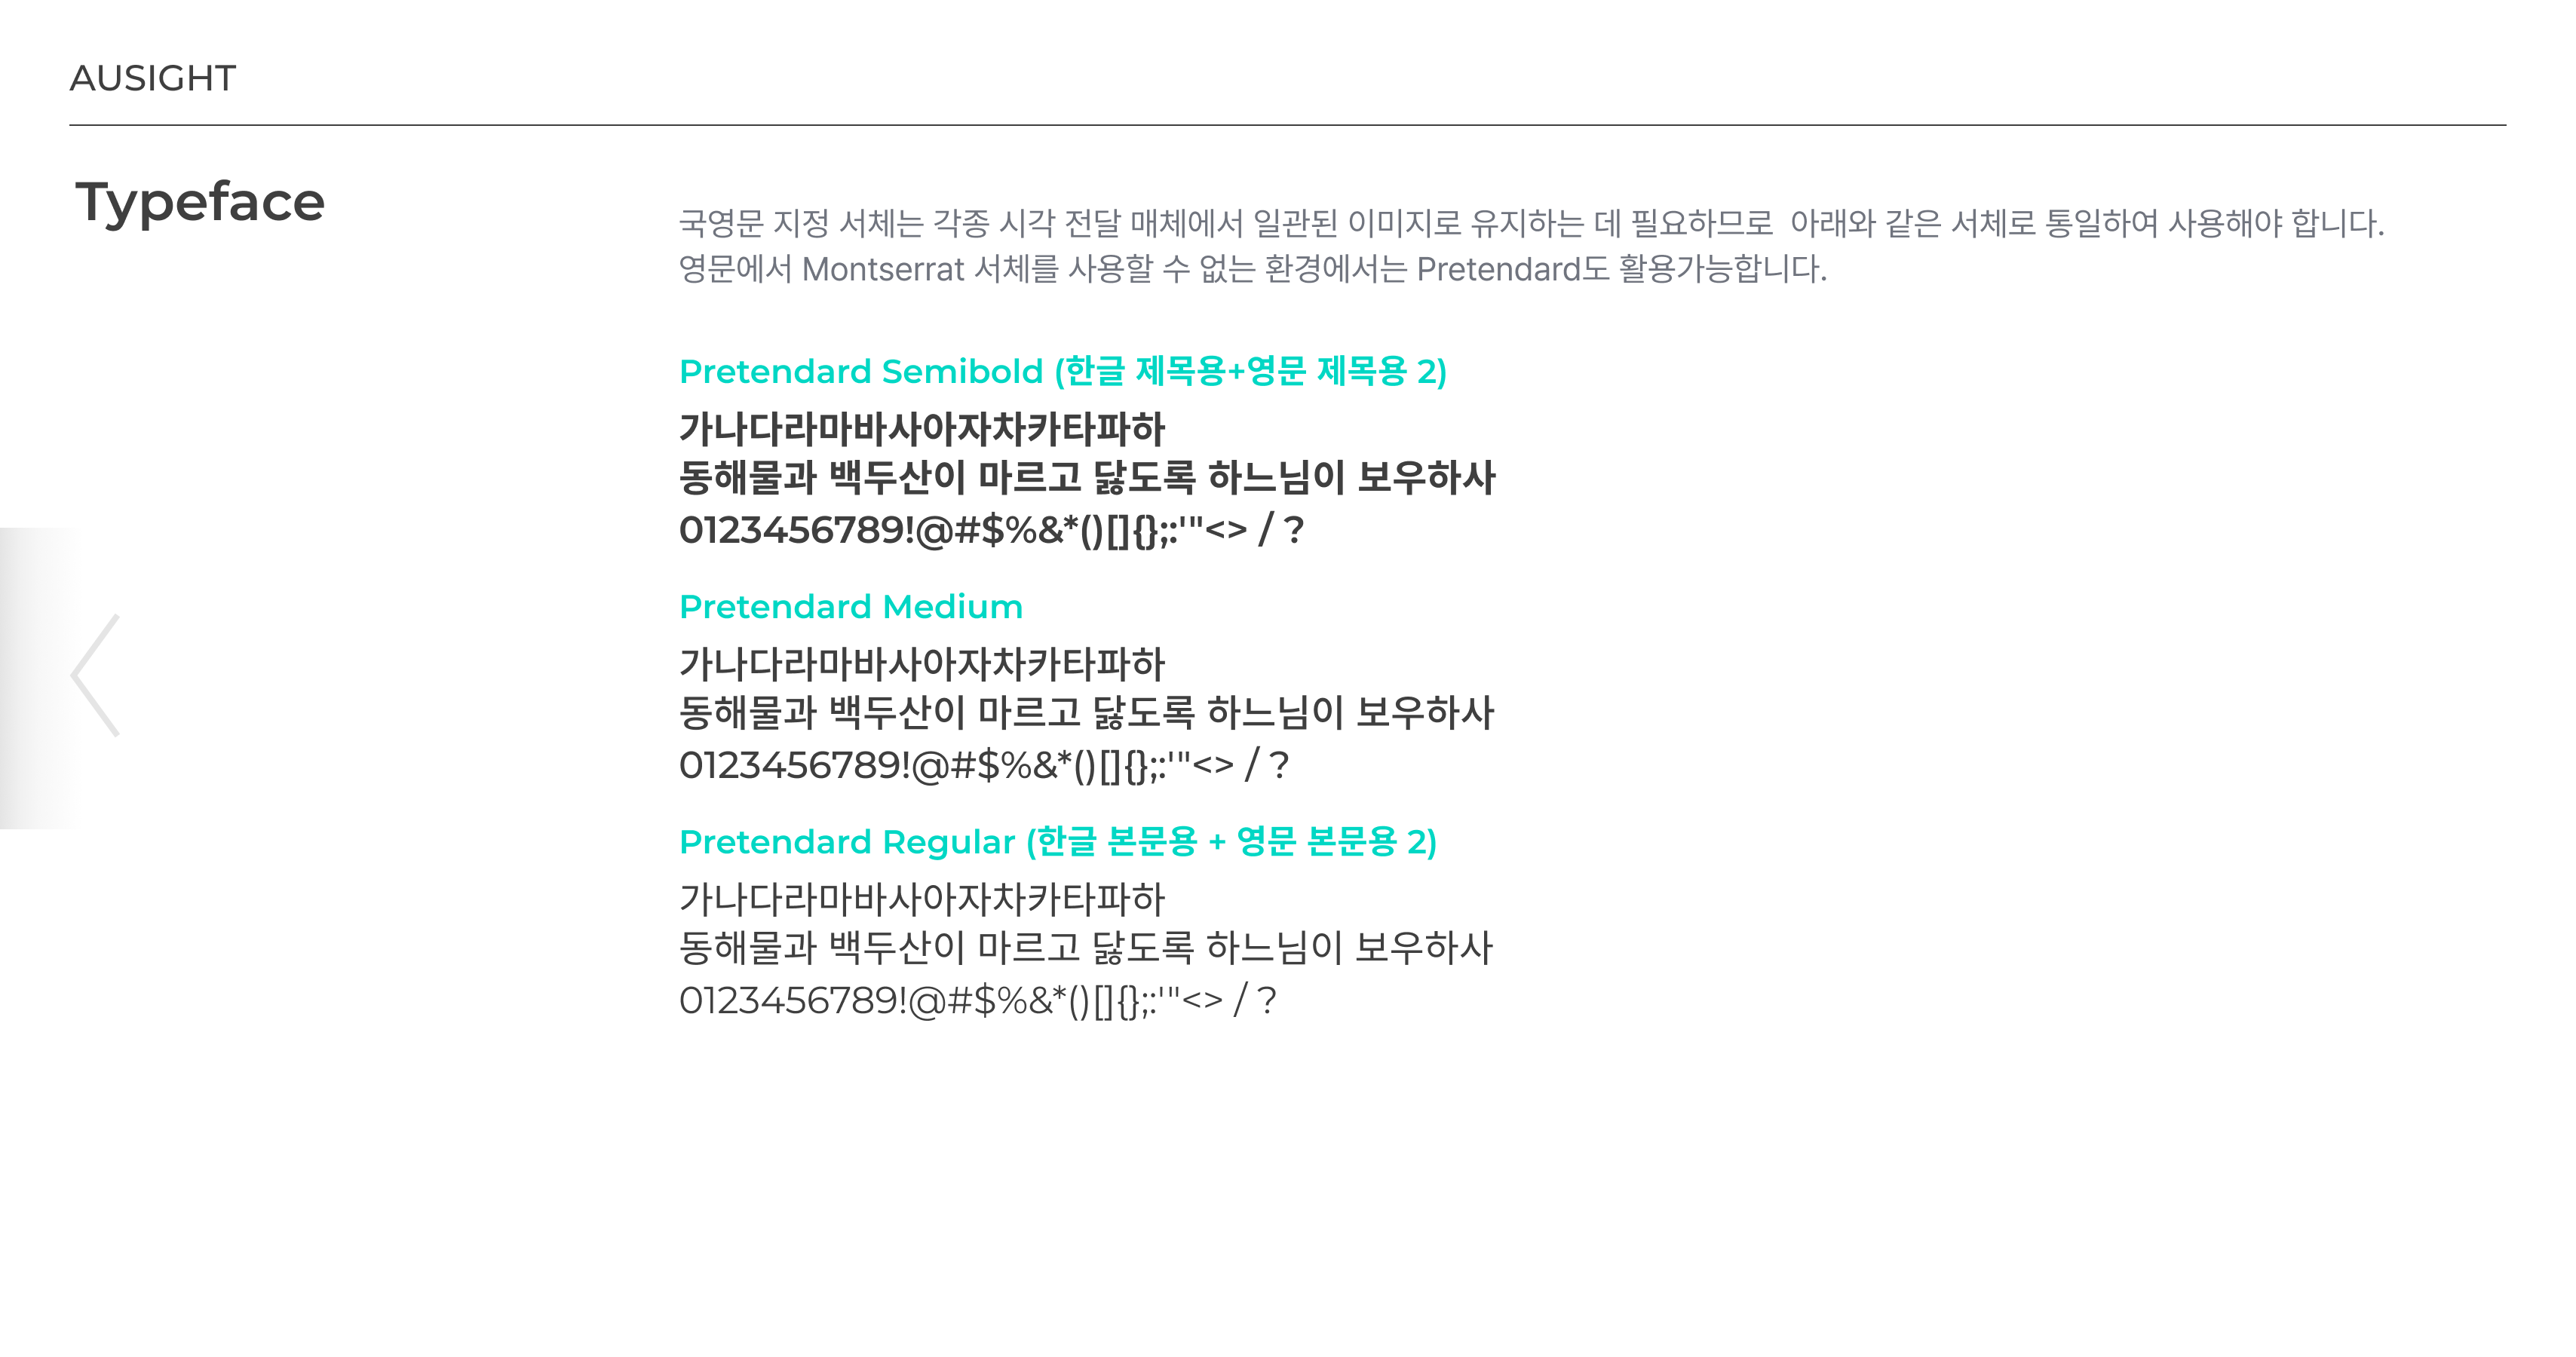 AUSIGHT
Typeface
국영문 지정 서체는 각종 시각 전달 매체에서 일관된 이미지로 유지하는 데 필요하므로 아래와 같은 서체로 통일하여 사용해야 합니다.
영문에서 Montserrat 서체를 사용할 수 없는 환경에서는 Pretendard도 활용가능합니다.
Pretendard Semibold (한글 제목용+영문 제목용 2)
가나다라마바사아자차카타파하
동해물과 백두산이 마르고 닳도록 하느님이 보우하사
0123456789!@#$%&*()[]{};:'"<> / ?
Pretendard Medium
가나다라마바사아자차카타파하
동해물과 백두산이 마르고 닳도록 하느님이 보우하사
0123456789!@#$%&*()[]{};:'"<> / ?
Pretendard Regular (한글 본문용 + 영문 본문용 2)
가나다라마바사아자차카타파하
동해물과 백두산이 마르고 닳도록 하느님이 보우하사
0123456789!@#$%&*()[]{};:'"<> / ?